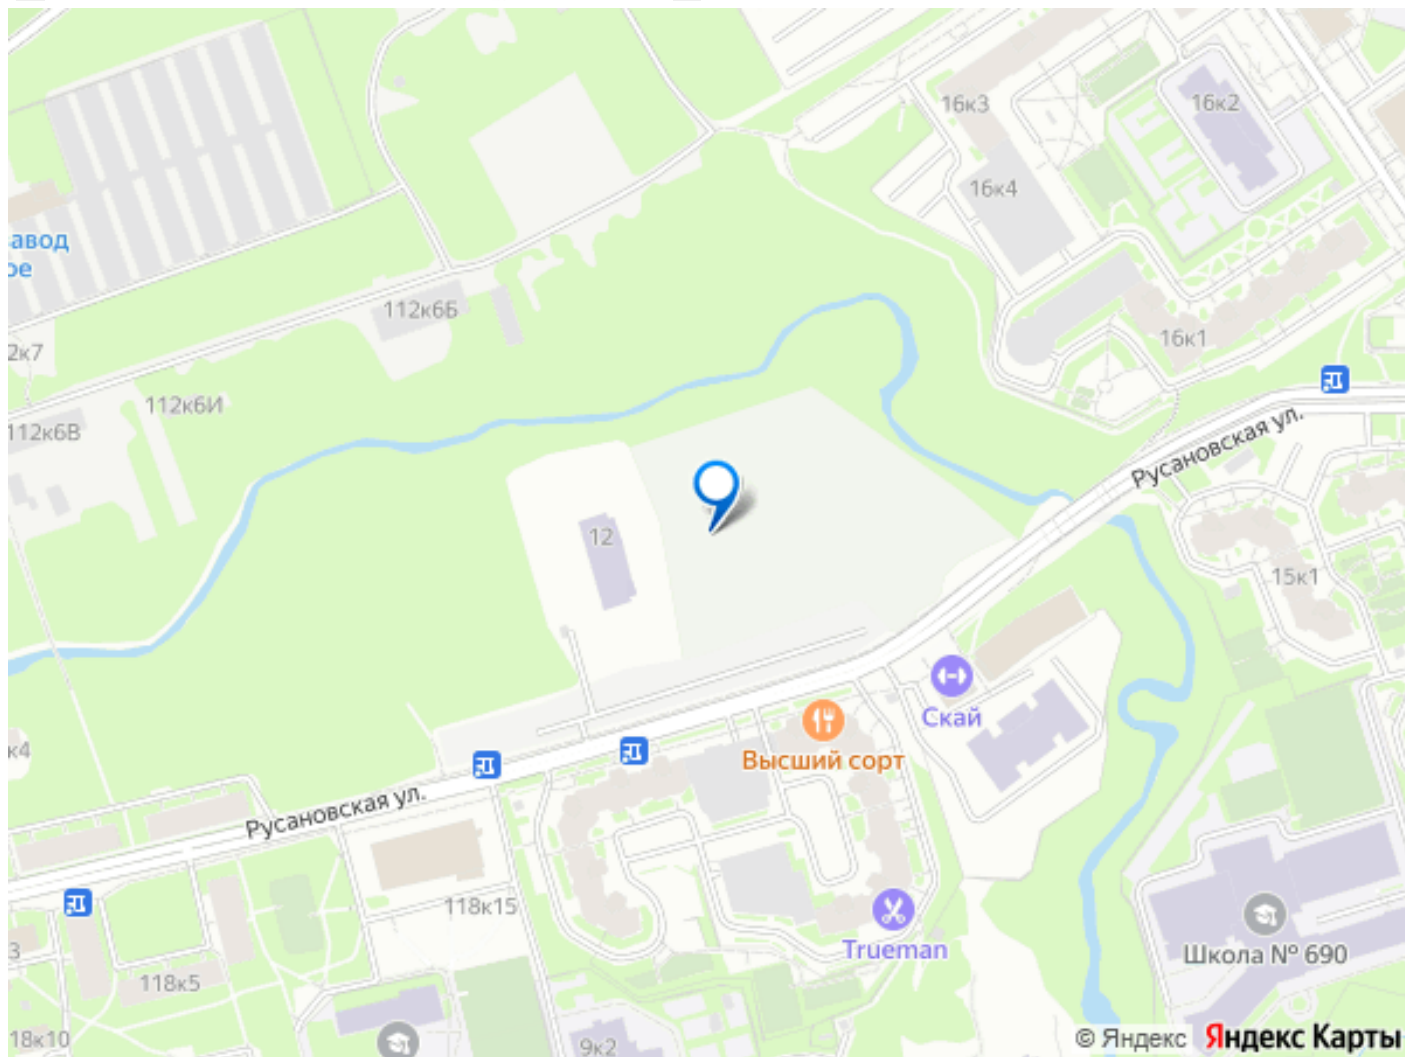 16к3
16к2
16к4
авод
ое
112к6Б
16к1
2к7
112к6И
112к6В
Русановская ул.
12
15к1
Скай
к4
Высший сорт
Русановская ул.
118к15
3
Trueman
Школа № 690
118к5
18к10
9к2
© Яндекс Яндекс Карты